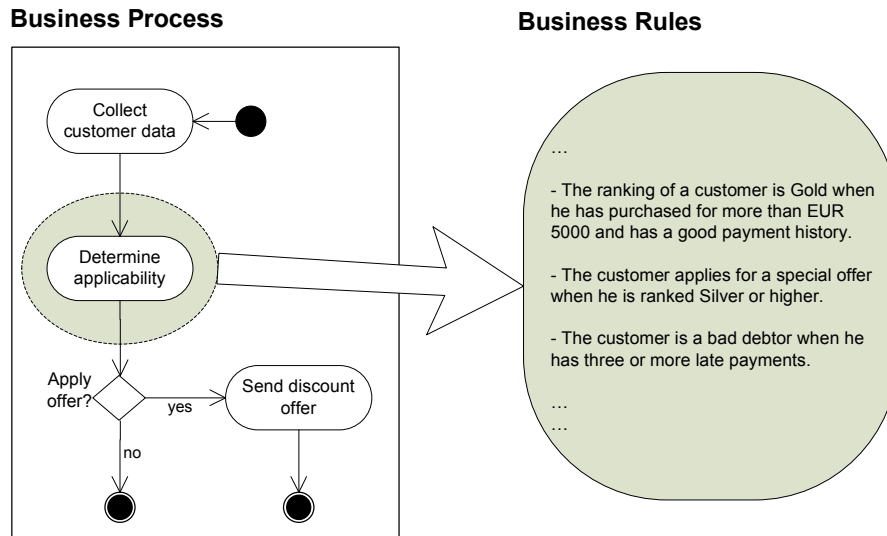 Business Process
Business Rules
Collect
customer data
Determine
applicability
Apply
offer?
yes
Send discount
offer
no
...
- The ranking of a customer is Gold when
he has purchased for more than EUR
5000 and has a good payment history.
- The customer applies for a special offer
when he is ranked Silver or higher.
- The customer is a bad debtor when he
has three or more late payments.
...
...